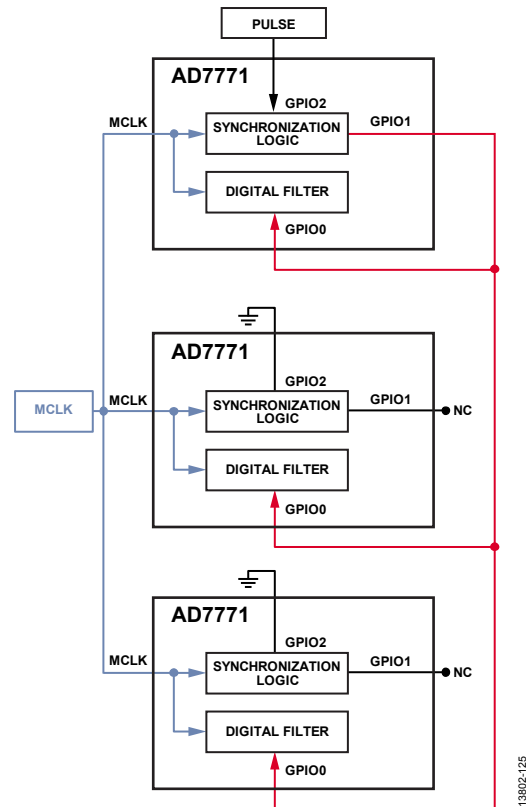 PULSE
AD7771
GPIO2
MCLK
SYNCHRONIZATION
LOGIC
GPIO1
DIGITAL FILTER
GPIO0
AD7771
GPIO2
MCLK
MCLK
SYNCHRONIZATION
LOGIC
GPIO1
NC
DIGITAL FILTER
GPIO0
AD7771
GPIO2
MCLK
SYNCHRONIZATION
LOGIC
GPIO1
NC
DIGITAL FILTER
GPIO0
13802-125